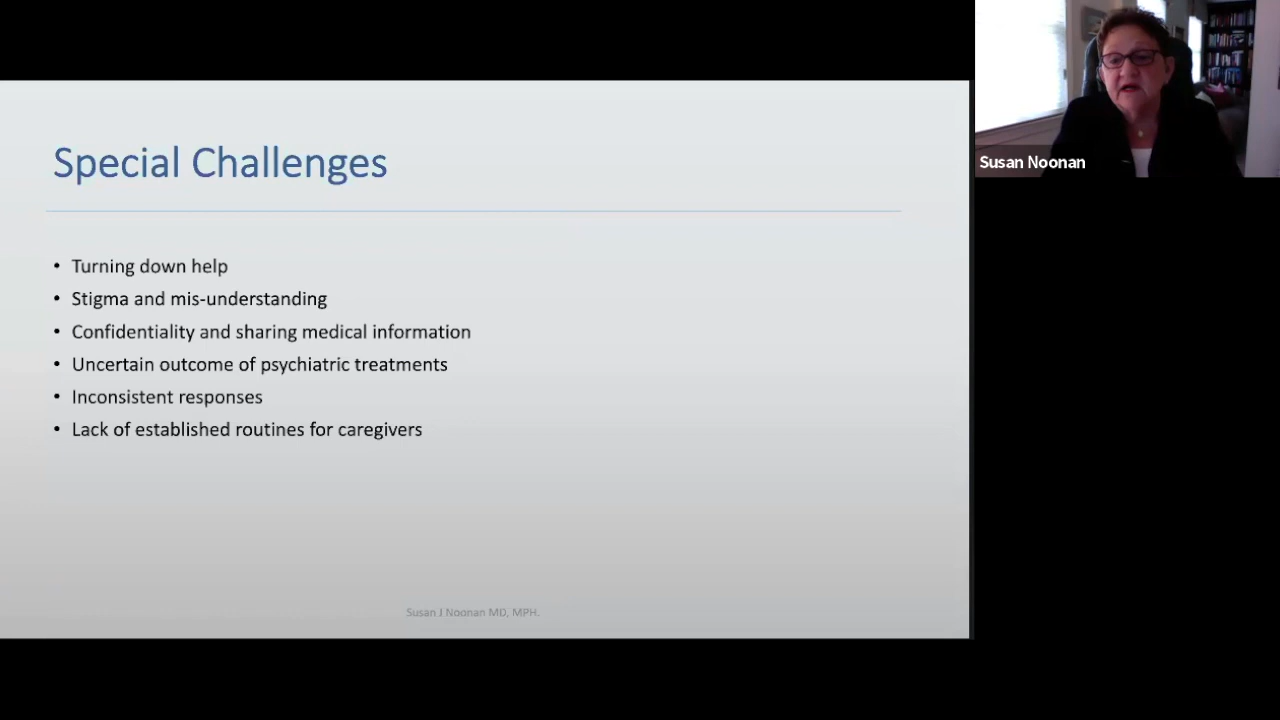 Special Challenges
• Turning down help
• Stigma and mis-understanding
• Confidentiality and sharing medical information
• Uncertain outcome of psychiatric treatments
• Inconsistent responses
• Lack of established routines for caregivers
Susan J Noonan MD, MPH.
Susan Noonan